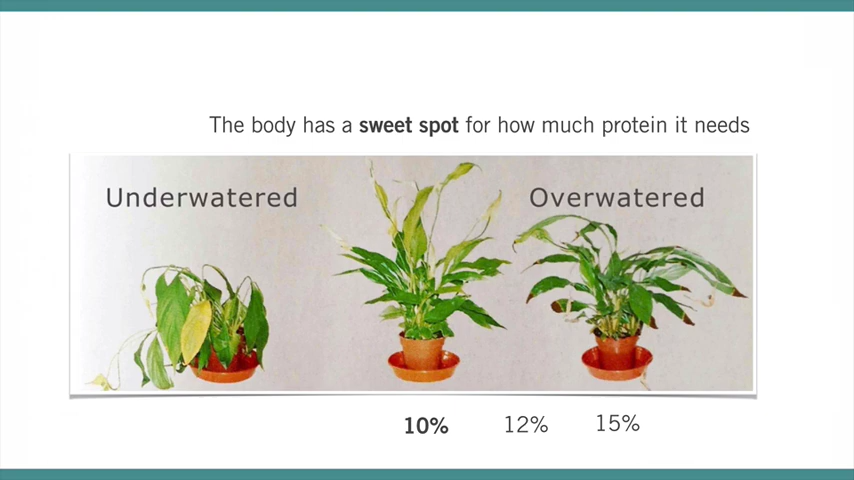 The body has a sweet spot for how much protein it needs
Underwatered
Overwatered
10%
12%
15%